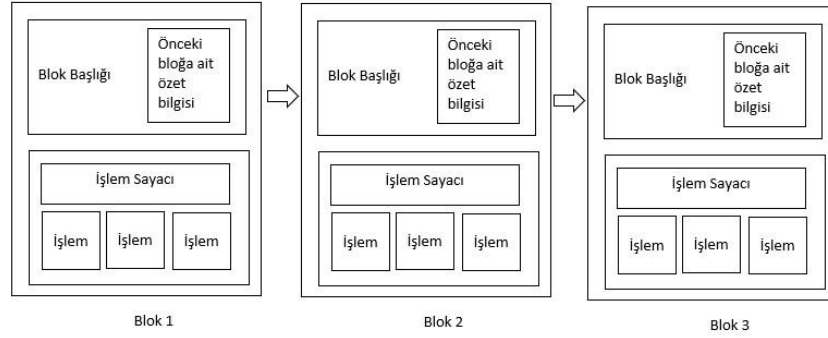 Blok Başlığı
Önceki
bloğa ait
özet
bilgisi
İşlem Sayacı
İşlem
İşlem
İşlem
Blok 1
Blok Başlığı
Önceki
bloğa ait
özet
bilgisi
İşlem Sayacı
İşlem
İşlem
İşlem
Blok 2
Blok Başlığı
Önceki
bloğa ait
özet
bilgisi
İşlem Sayacı
İşlem
İşlem
İşlem
Blok 3